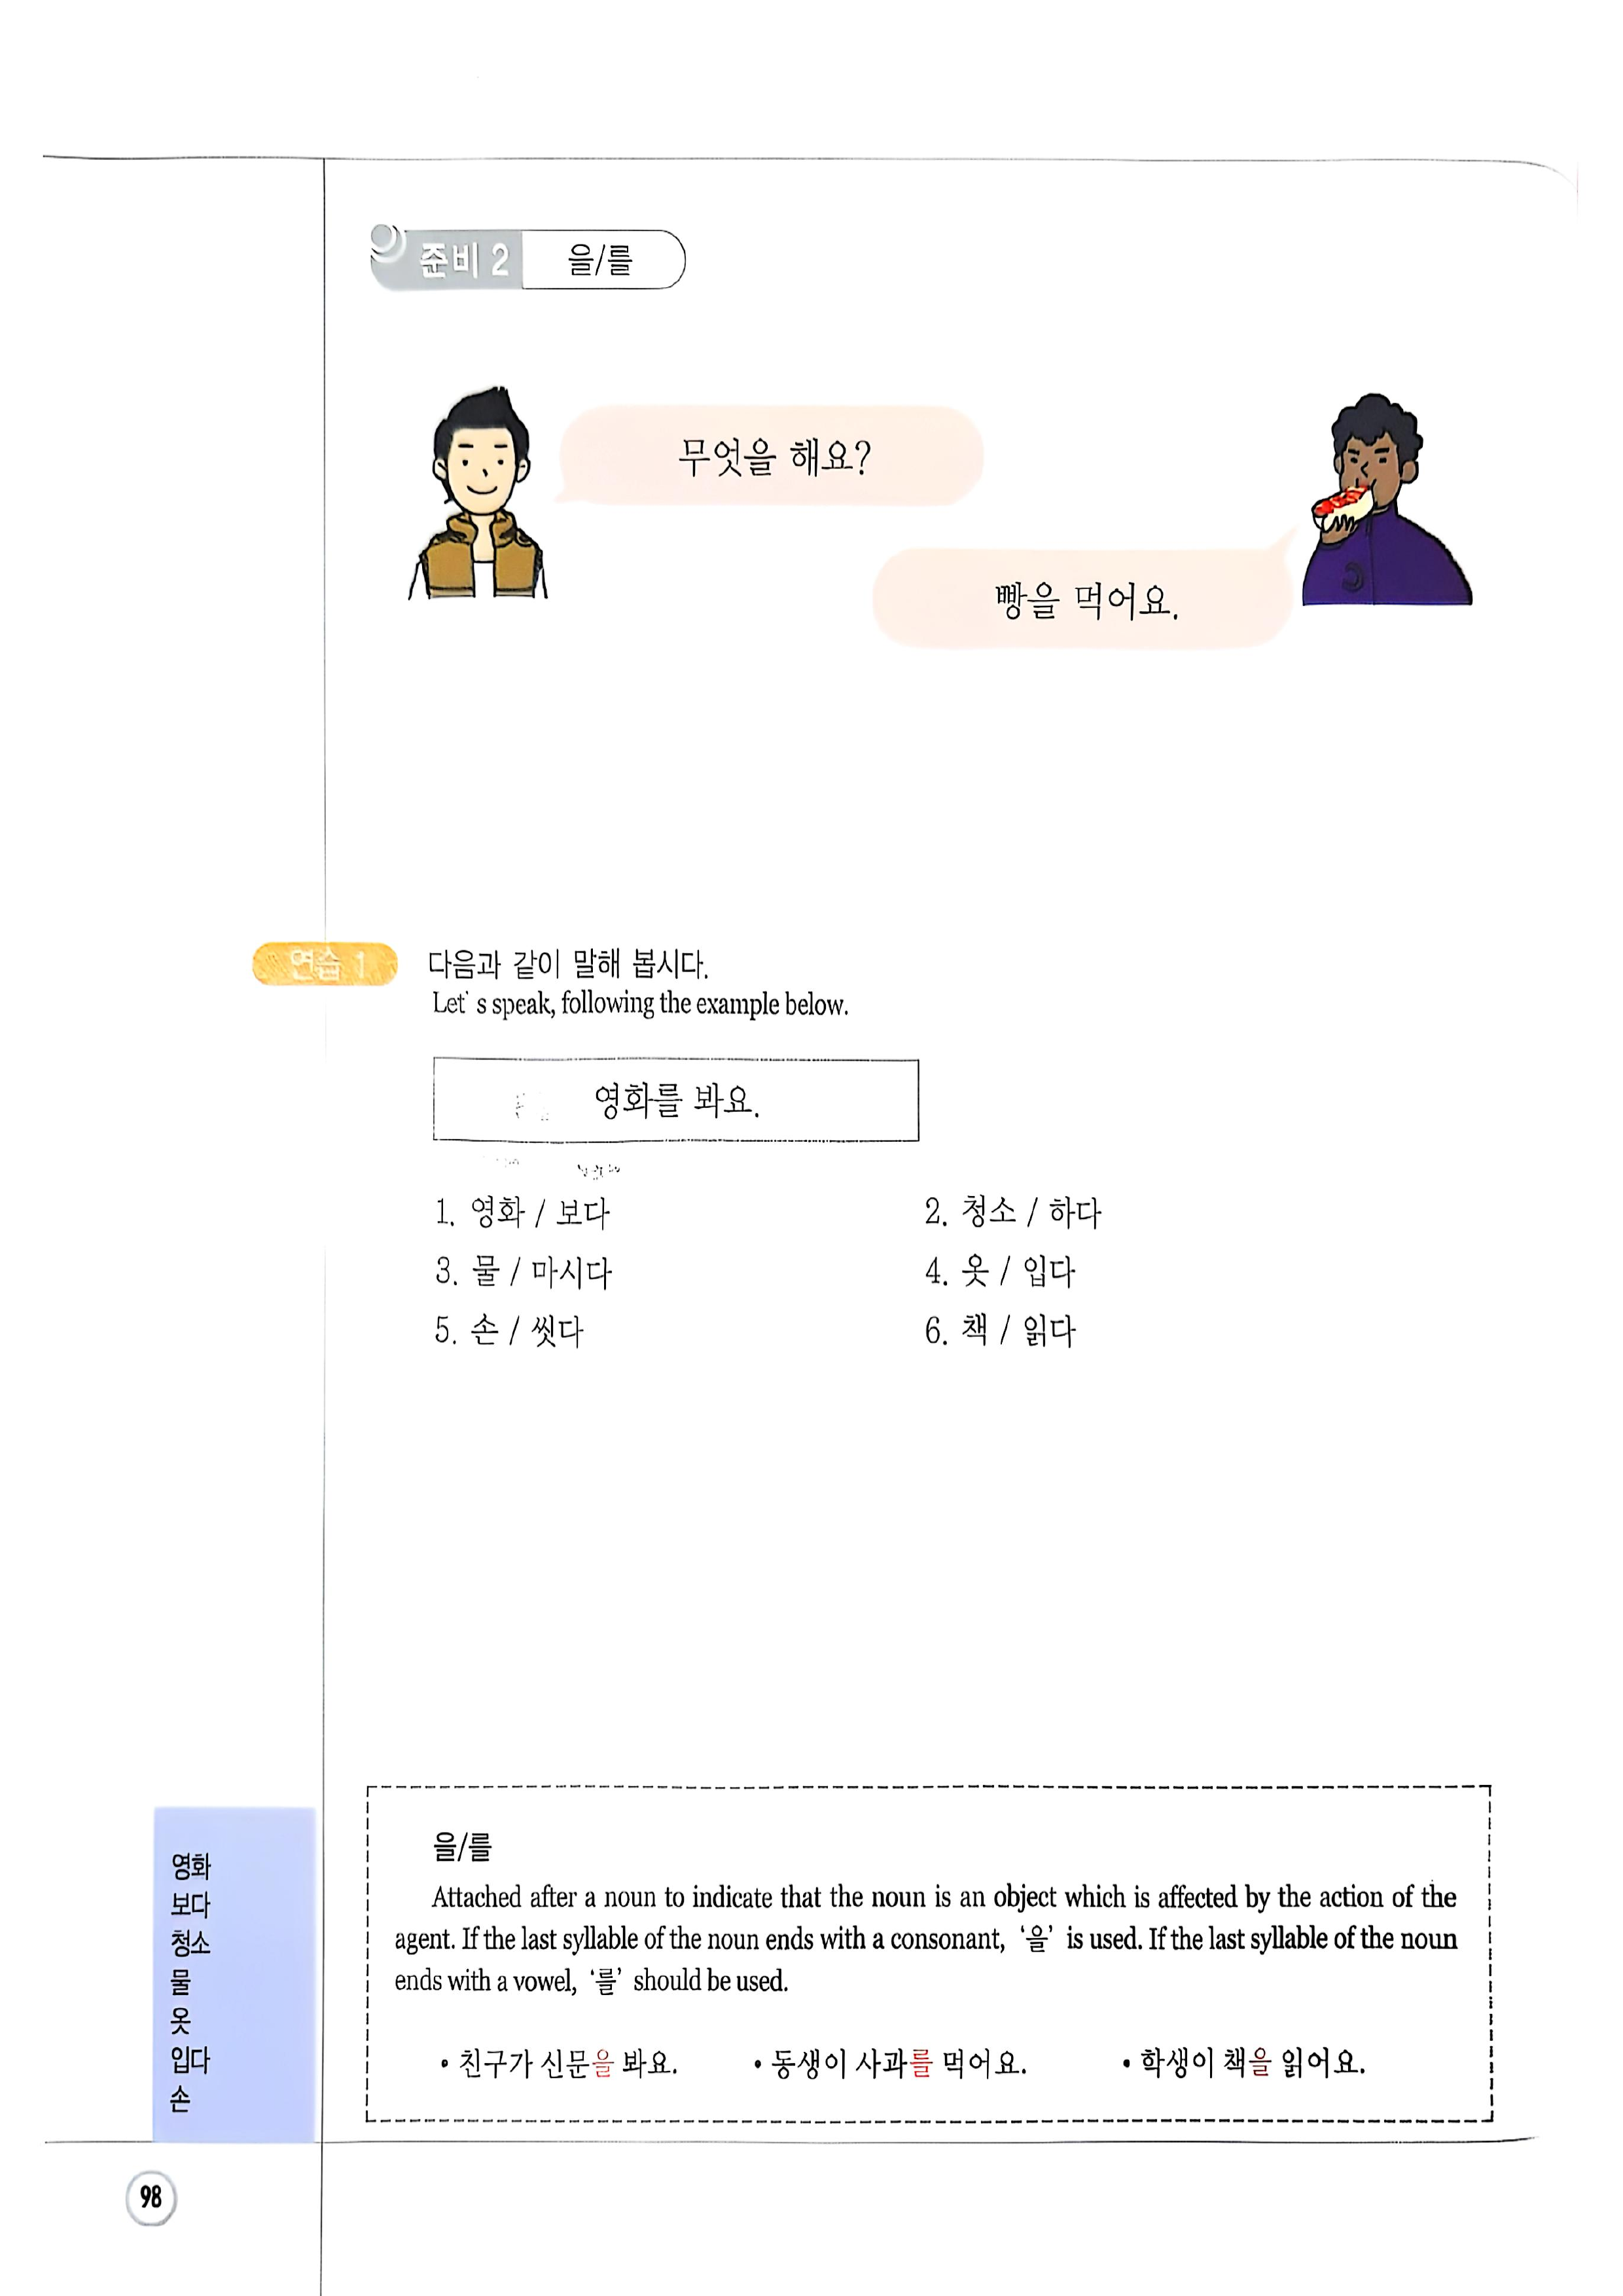 준비 2 을/를
무엇을 해요?
빵을 먹어요.
연습 1 다음과 같이 말해 봅시다.
Let's speak, following the example below.
영화를 봐요.
1. 영화 / 보다 2. 청소 / 하다
3. 물 / 마시다 4. 옷 / 입다
5. 손 / 씻다 6. 책 / 읽다
을/를
Attached after a noun to indicate that the noun is an object which is affected by the action of the
agent. If the last syllable of the noun ends with a consonant, ‘을’ is used. If the last syllable of the noun
ends with a vowel, ‘를’ should be used.
• 친구가 신문을 봐요. • 동생이 사과를 먹어요. • 학생이 책을 읽어요.
영화
보다
청소
물
옷
입다
손
98